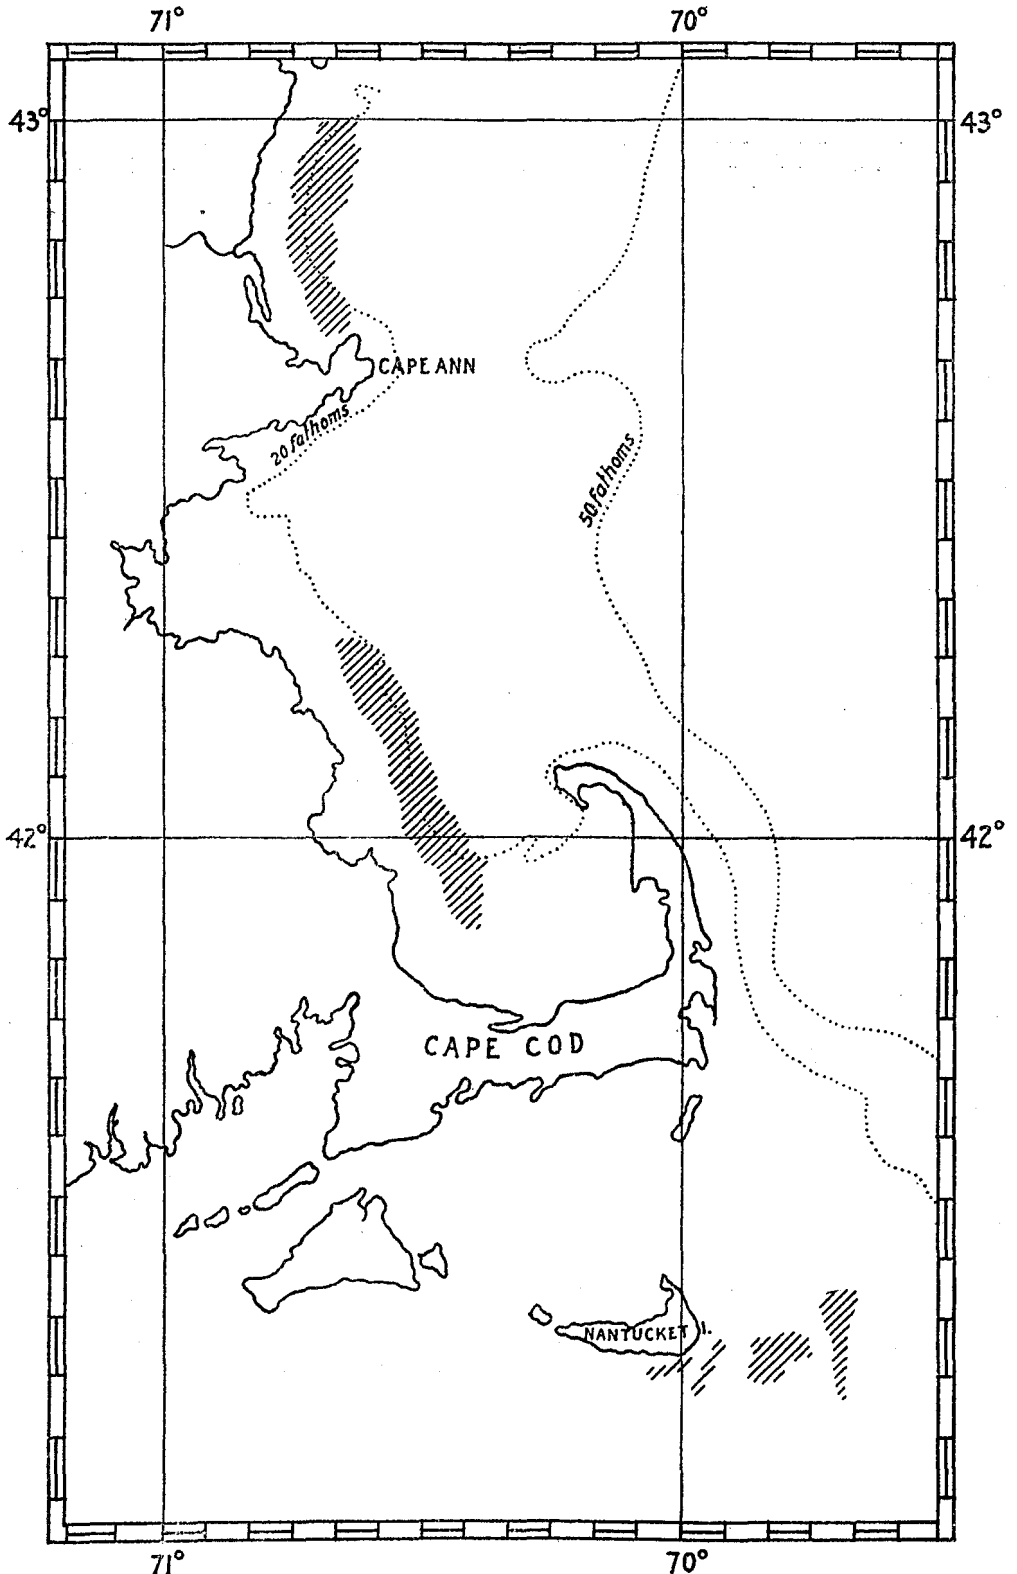 71° 70°
43° 43°
CAPE ANN
20 fathoms
50 fathoms
42° 42°
CAPE COD
NANTUCKET I.
71° 70°